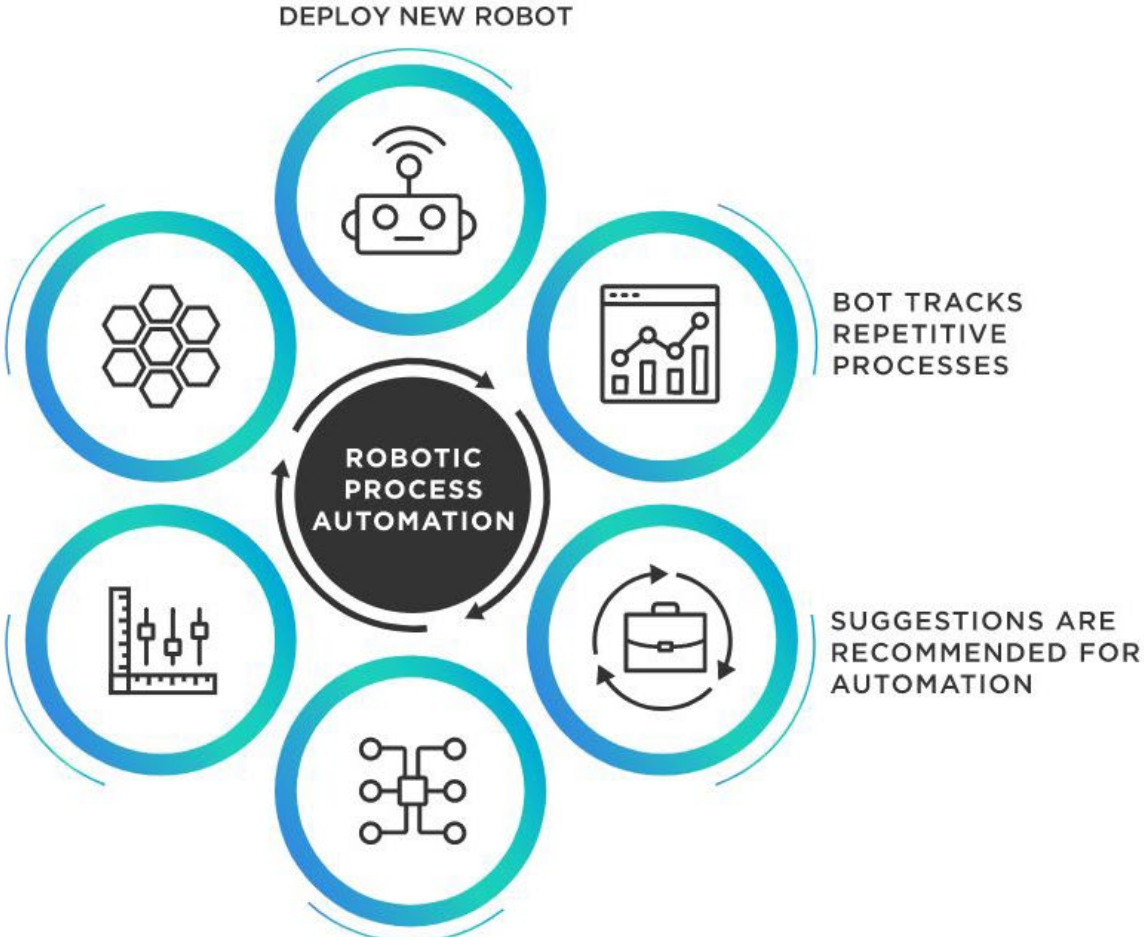 DEPLOY NEW ROBOT
BOT TRACKS
REPETITIVE
PROCESSES
ROBOTIC
PROCESS
AUTOMATION
SUGGESTIONS ARE
RECOMMENDED FOR
AUTOMATION